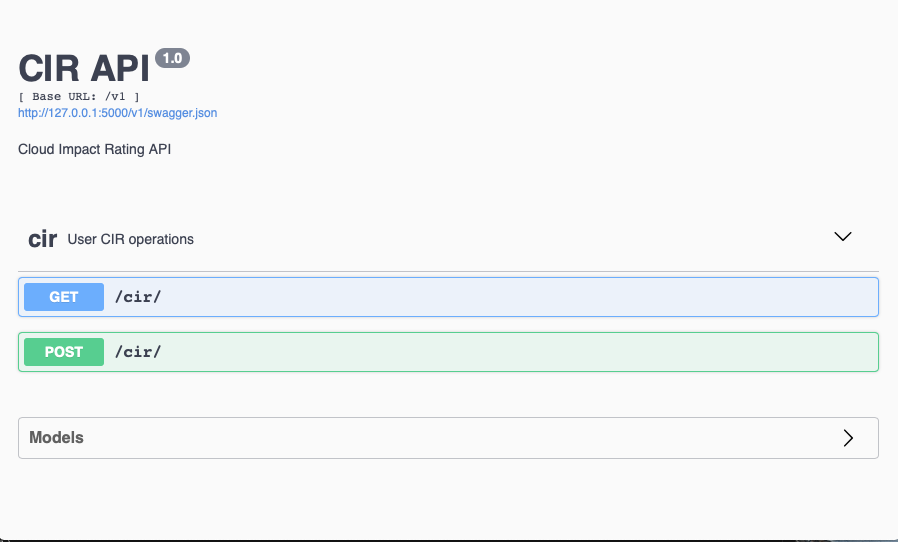 CIR API 1.0
[ Base URL: /v1 ]
http://127.0.0.1:5000/v1/swagger.json
Cloud Impact Rating API
cir User CIR operations
GET /cir/
POST /cir/
Models